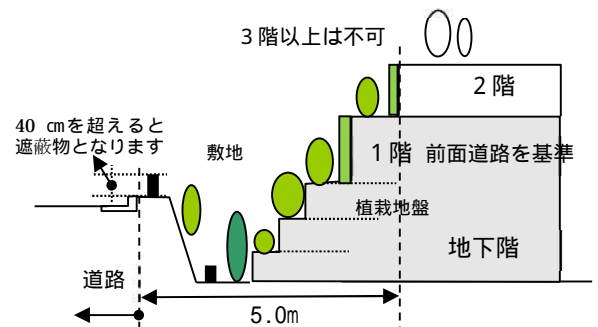 3階以上は不可
2階
40 cmを超えると
遮蔽物となります
敷地
1階 前面道路を基準
植栽地盤
地下階
道路
5.0m